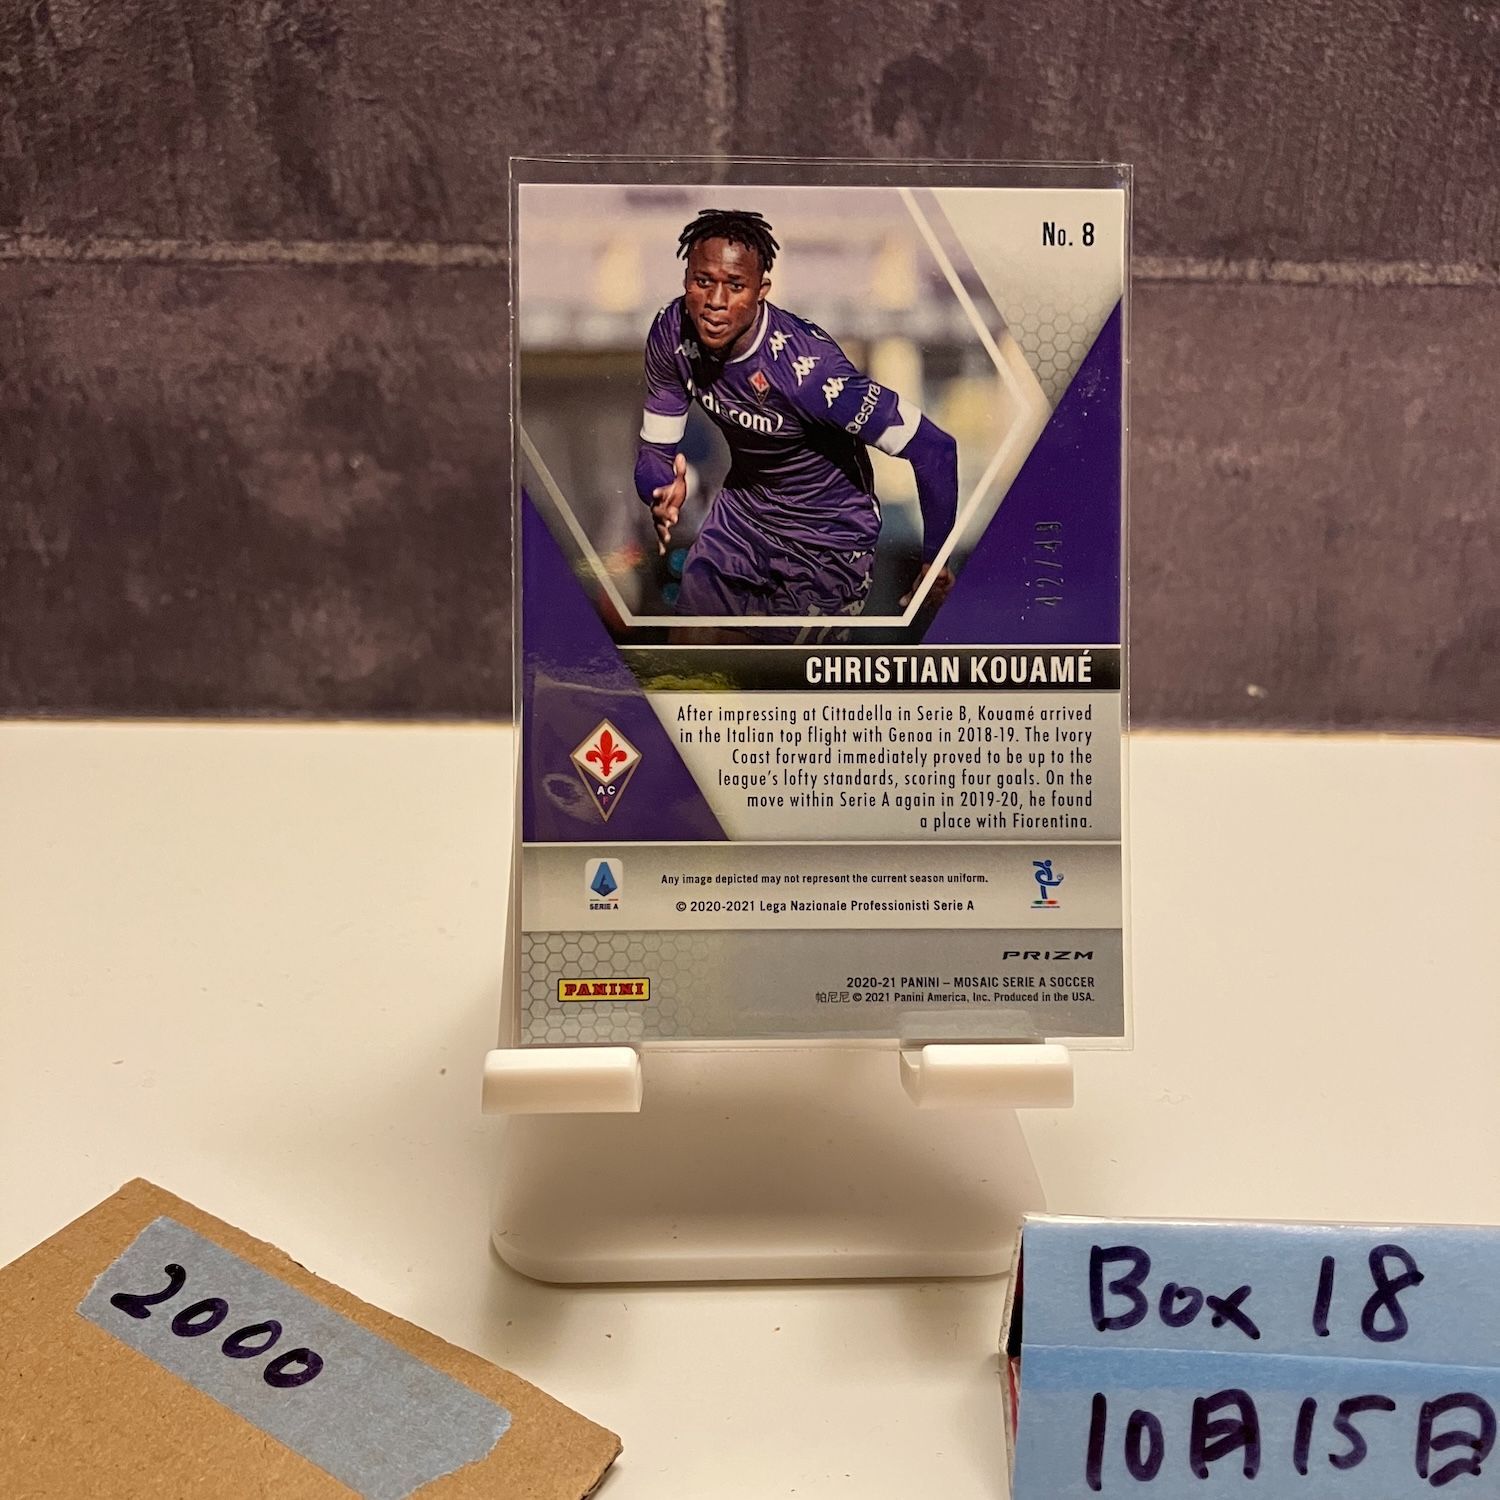 No. 8
com)
estra
42/49
CHRISTIAN KOUAMÉ
After impressing at Cittadella in Serie B, Kouamé arrived
in the Italian top flight with Genoa in 2018-19. The Ivory
Coast forward immediately proved to be up to the
league's lofty standards, scoring four goals. On the
move within Serie A again in 2019-20, he found
a place with Fiorentina.
AC
F
SERIE A
Any image depicted may not represent the current season uniform.
© 2020-2021 Lega Nazionale Professionisti Serie A
PRIZM
PANINI
2020-21 PANINI – MOSAIC SERIE A SOCCER
帕尼尼 © 2021 Panini America, Inc. Produced in the USA.
2000
Box 18
10月15日